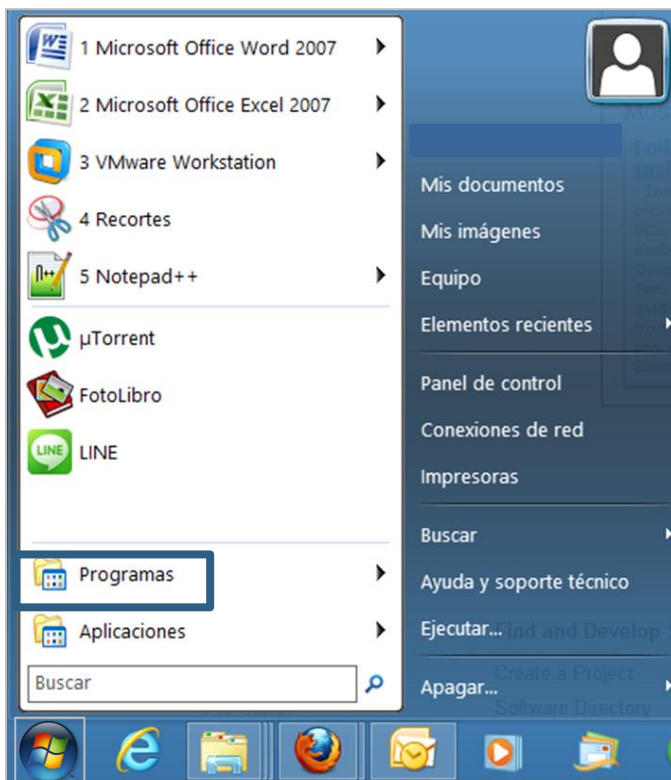 1 Microsoft Office Word 2007
2 Microsoft Office Excel 2007
3 VMware Workstation
4 Recortes
5 Notepad++
µTorrent
FotoLibro
LINE
LINE
Programas
Aplicaciones
Buscar
Mis documentos
Mis imágenes
Equipo
Elementos recientes
Panel de control
Conexiones de red
Impresoras
Buscar
Ayuda y soporte técnico
Ejecutar...
Find and Develop
Create a Project
Apagar...
Software Directory